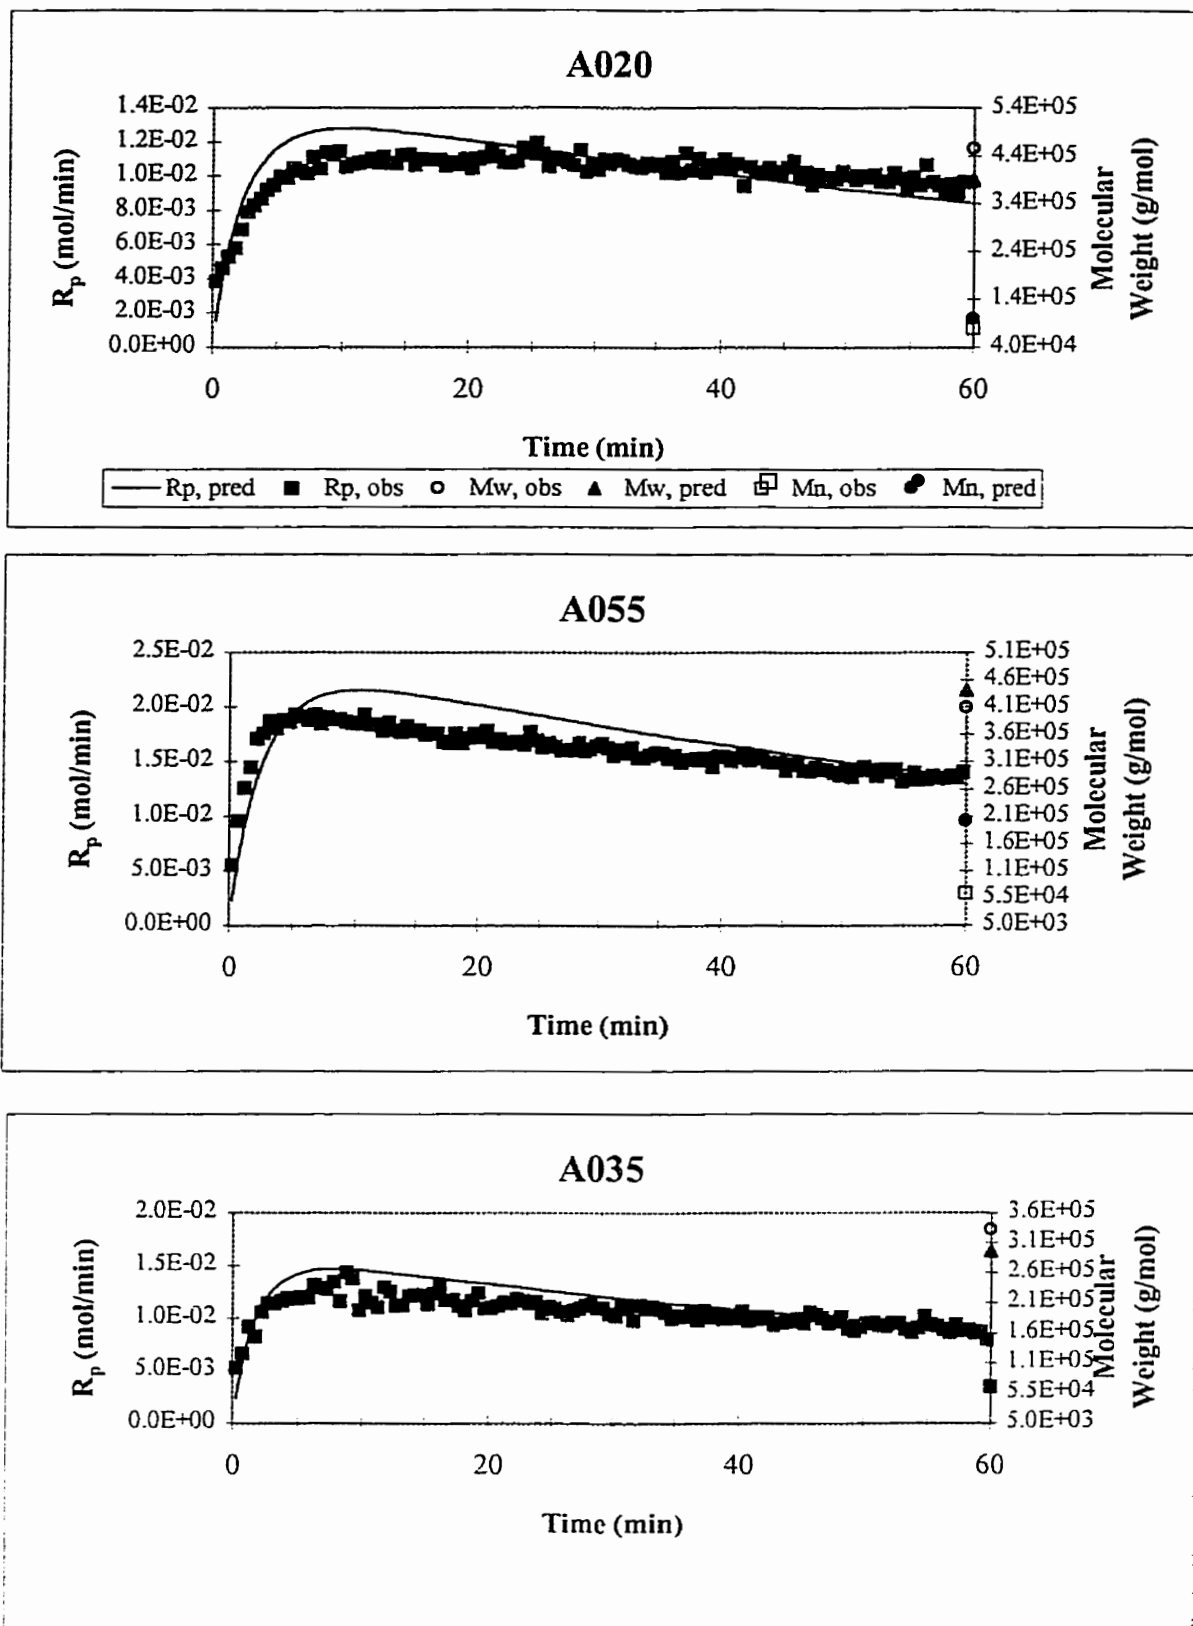 A020
1.4E-02
1.2E-02
1.0E-02
8.0E-03
6.0E-03
4.0E-03
2.0E-03
0.0E+00
Rp (mol/min)
5.4E+05
4.4E+05
3.4E+05
2.4E+05
1.4E+05
4.0E+04
Molecular
Weight (g/mol)
0 20 40 60
Time (min)
Rp, pred Rp, obs Mw, obs Mw, pred Mn, obs Mn, pred
A055
2.5E-02
2.0E-02
1.5E-02
1.0E-02
5.0E-03
0.0E+00
Rp (mol/min)
5.1E+05
4.6E+05
4.1E+05
3.6E+05
3.1E+05
2.6E+05
2.1E+05
1.6E+05
1.1E+05
5.5E+04
5.0E+03
Molecular
Weight (g/mol)
0 20 40 60
Time (min)
A035
2.0E-02
1.5E-02
1.0E-02
5.0E-03
0.0E+00
Rp (mol/min)
3.6E+05
3.1E+05
2.6E+05
2.1E+05
1.6E+05
1.1E+05
5.5E+04
5.0E+03
Molecular
Weight (g/mol)
0 20 40 60
Time (min)